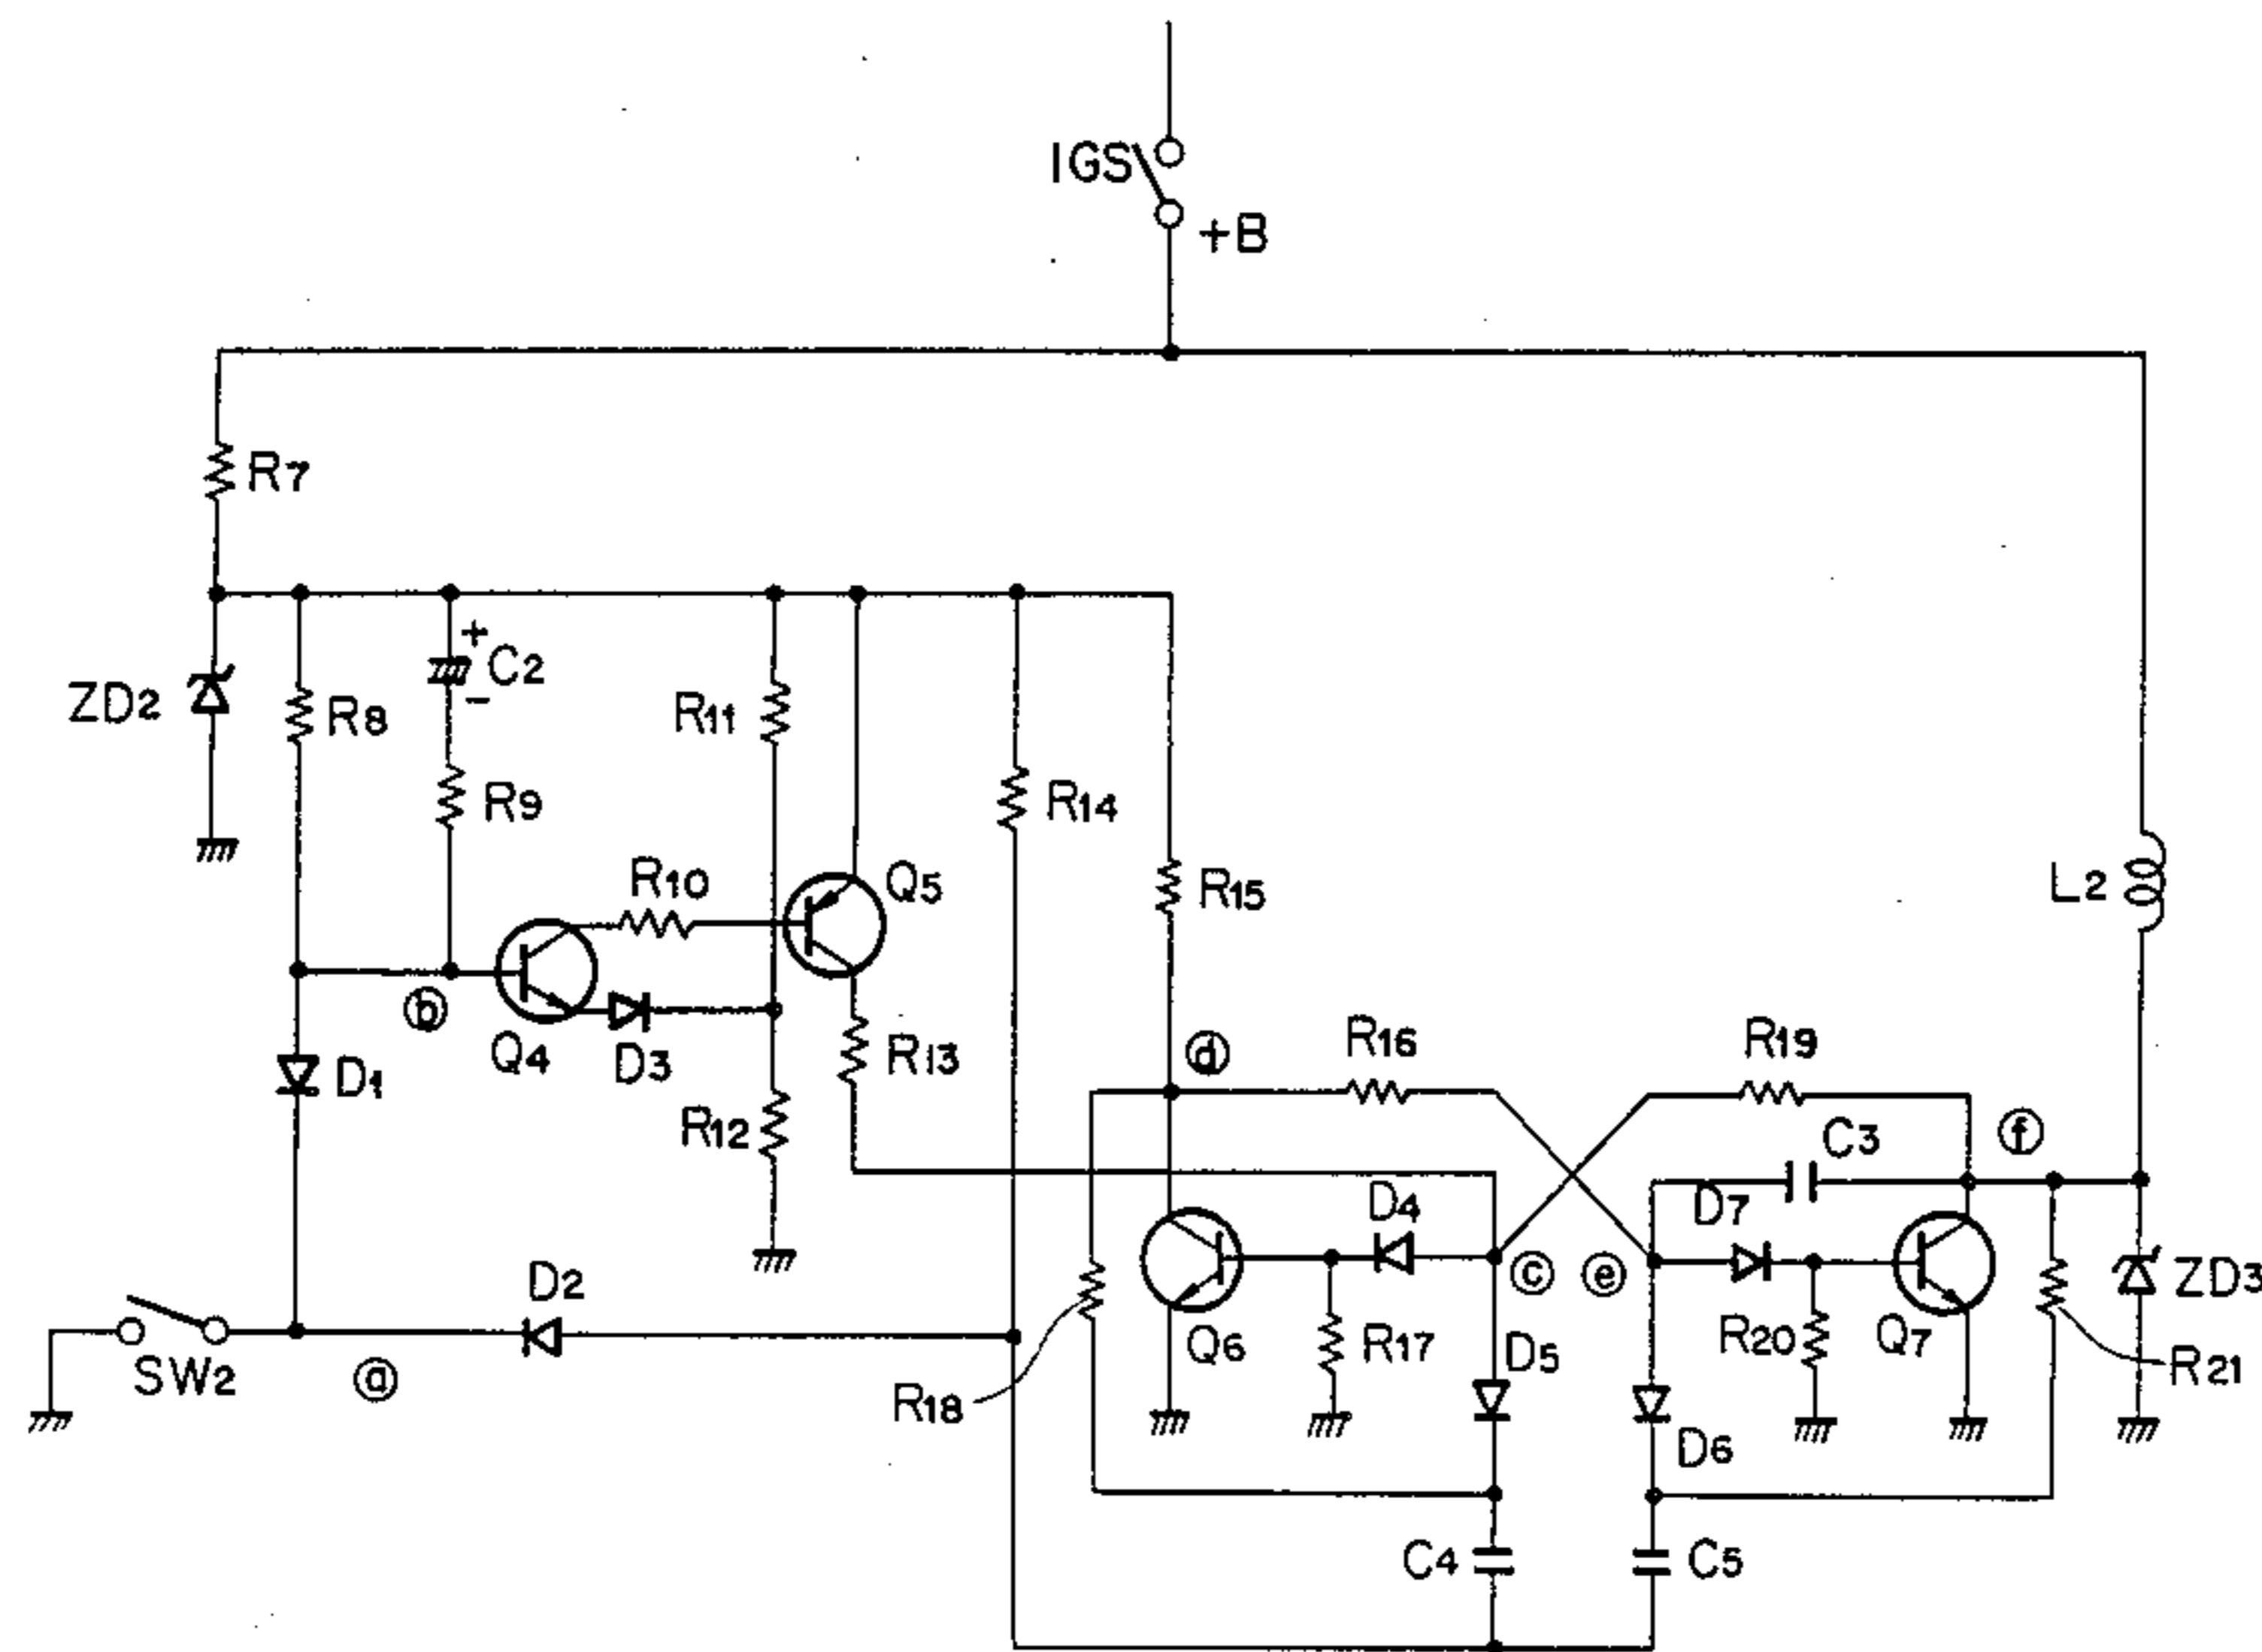 IGS
+B
R7
+
ZD2
R8
C2
-
R11
R9
R14
R10
Q5
R15
L2
b
Q4
D3
R13
d
R16
R19
D1
R12
C3
f
D4
D7
D2
c
e
SW2
a
Q6
R17
D5
R20
Q7
ZD3
R18
R21
D6
C4
C5